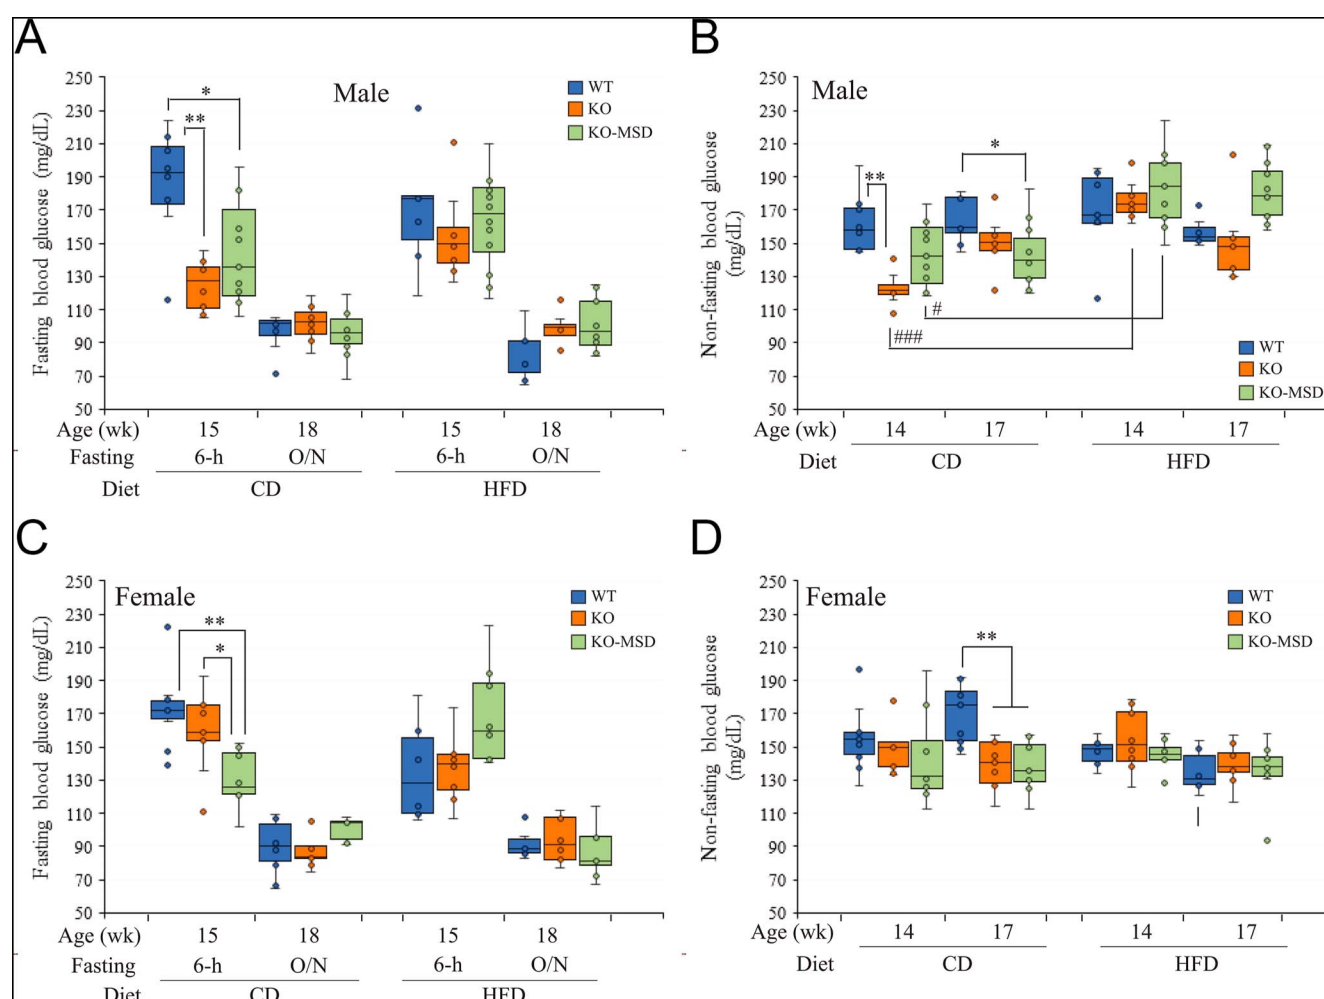 A
250
230
210
190
170
150
130
110
90
70
50
Fasting blood glucose (mg/dL)
Male
WT
KO
KO-MSD
*
**
Age (wk) 15 18 15 18
Fasting 6-h O/N 6-h O/N
Diet CD HFD
B
250
230
210
190
170
150
130
110
90
70
50
Non-fasting blood glucose
(mg/dL)
Male
**
*
#
###
WT
KO
KO-MSD
Age (wk) 14 17 14 17
Diet CD HFD
C
250
230
210
190
170
150
130
110
90
70
50
Fasting blood glucose (mg/dL)
Female
WT
KO
KO-MSD
**
*
Age (wk) 15 18 15 18
Fasting 6-h O/N 6-h O/N
Diet CD HFD
D
250
230
210
190
170
150
130
110
90
70
50
Non-fasting blood glucose
(mg/dL)
Female
WT
KO
KO-MSD
**
Age (wk) 14 17 14 17
Diet CD HFD